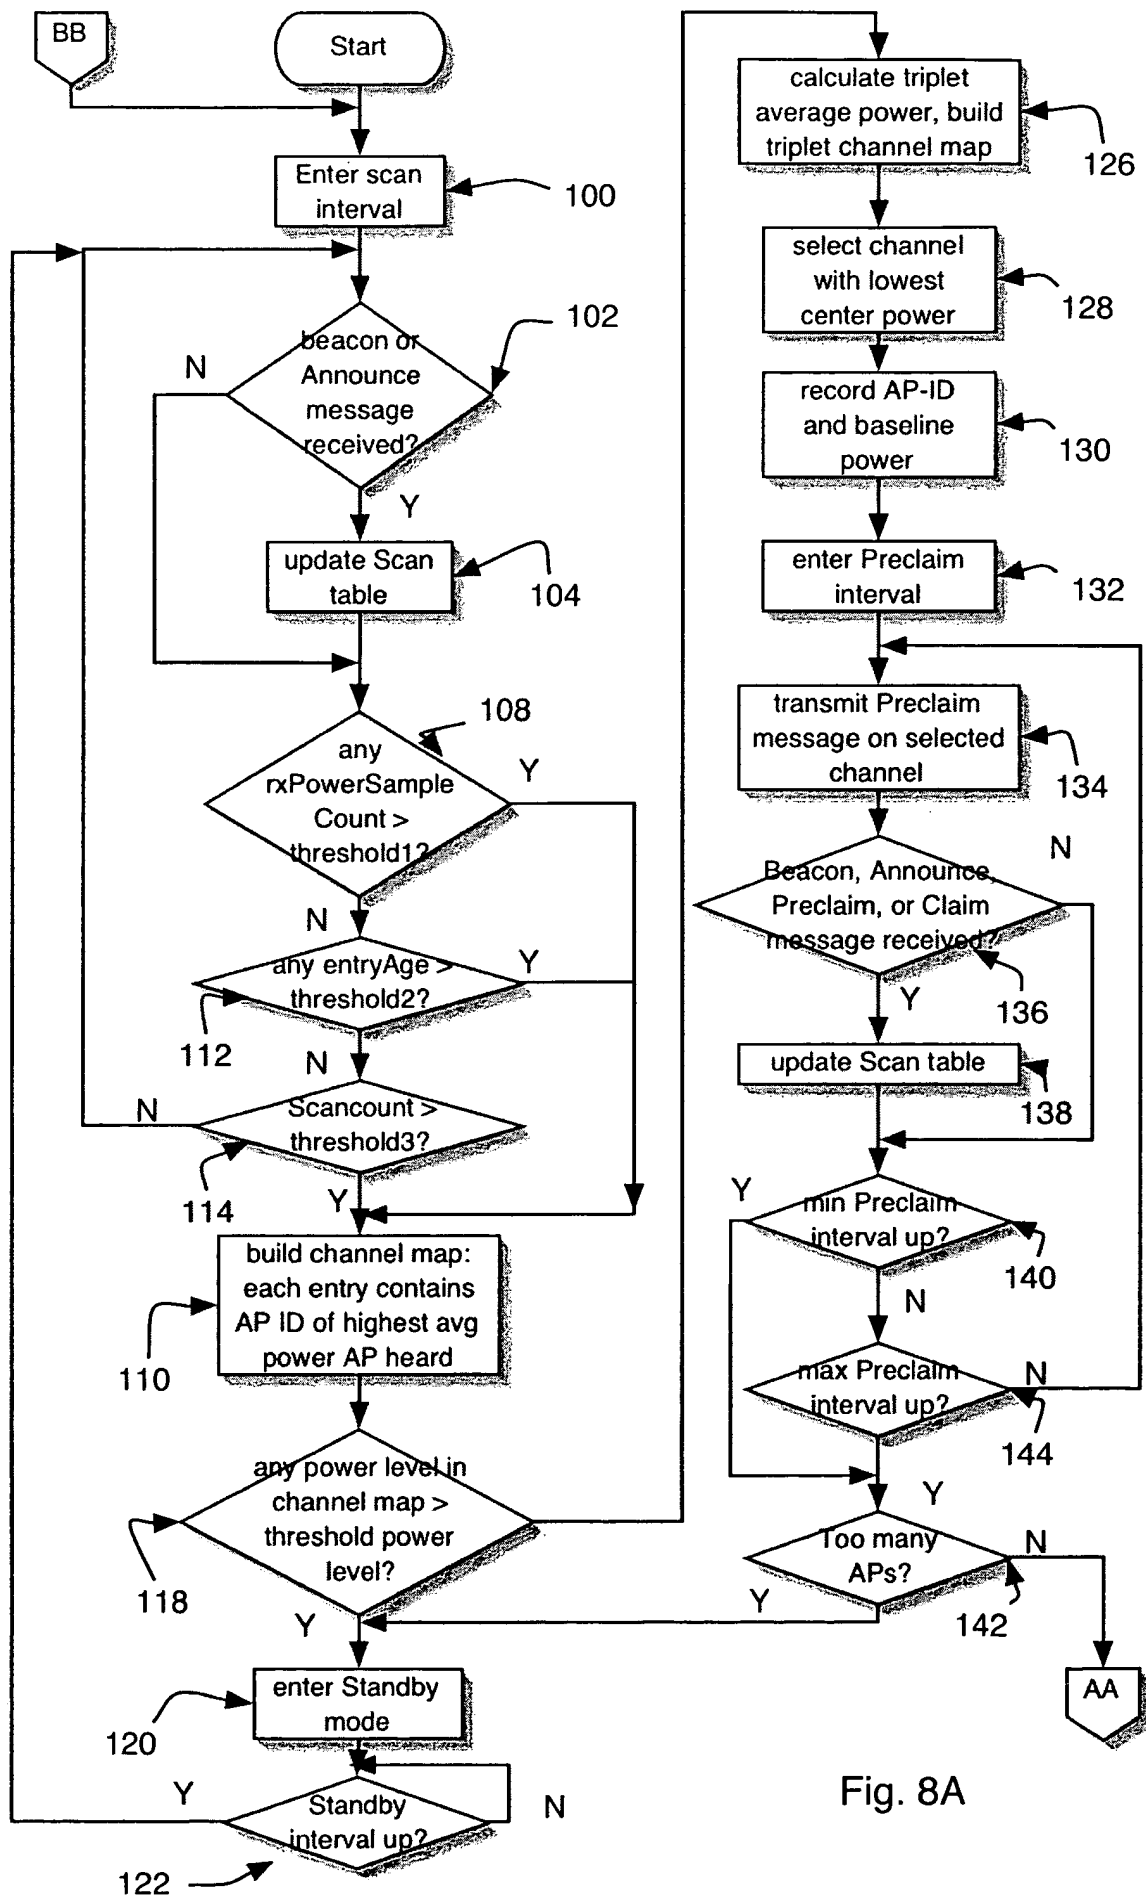 BB
Start
Enter scan
interval
100
beacon or
Announce
message
received?
102
N
Y
update Scan
table
104
any
rxPowerSample
Count >
threshold1?
108
Y
N
any entryAge >
threshold2?
Y
112
N
Scancount >
threshold3?
N
114
Y
build channel map:
each entry contains
AP ID of highest avg
power AP heard
110
any power level in
channel map >
threshold power
level?
118
Y
enter Standby
mode
120
Y
Standby
interval up?
N
122
calculate triplet
average power, build
triplet channel map
126
select channel
with lowest
center power
128
record AP-ID
and baseline
power
130
enter Preclaim
interval
132
transmit Preclaim
message on selected
channel
134
N
Beacon, Announce,
Preclaim, or Claim
message received?
136
Y
update Scan table
138
Y
min Preclaim
interval up?
140
N
max Preclaim
interval up?
N
144
Y
Too many
APs?
N
Y
142
AA
Fig. 8A